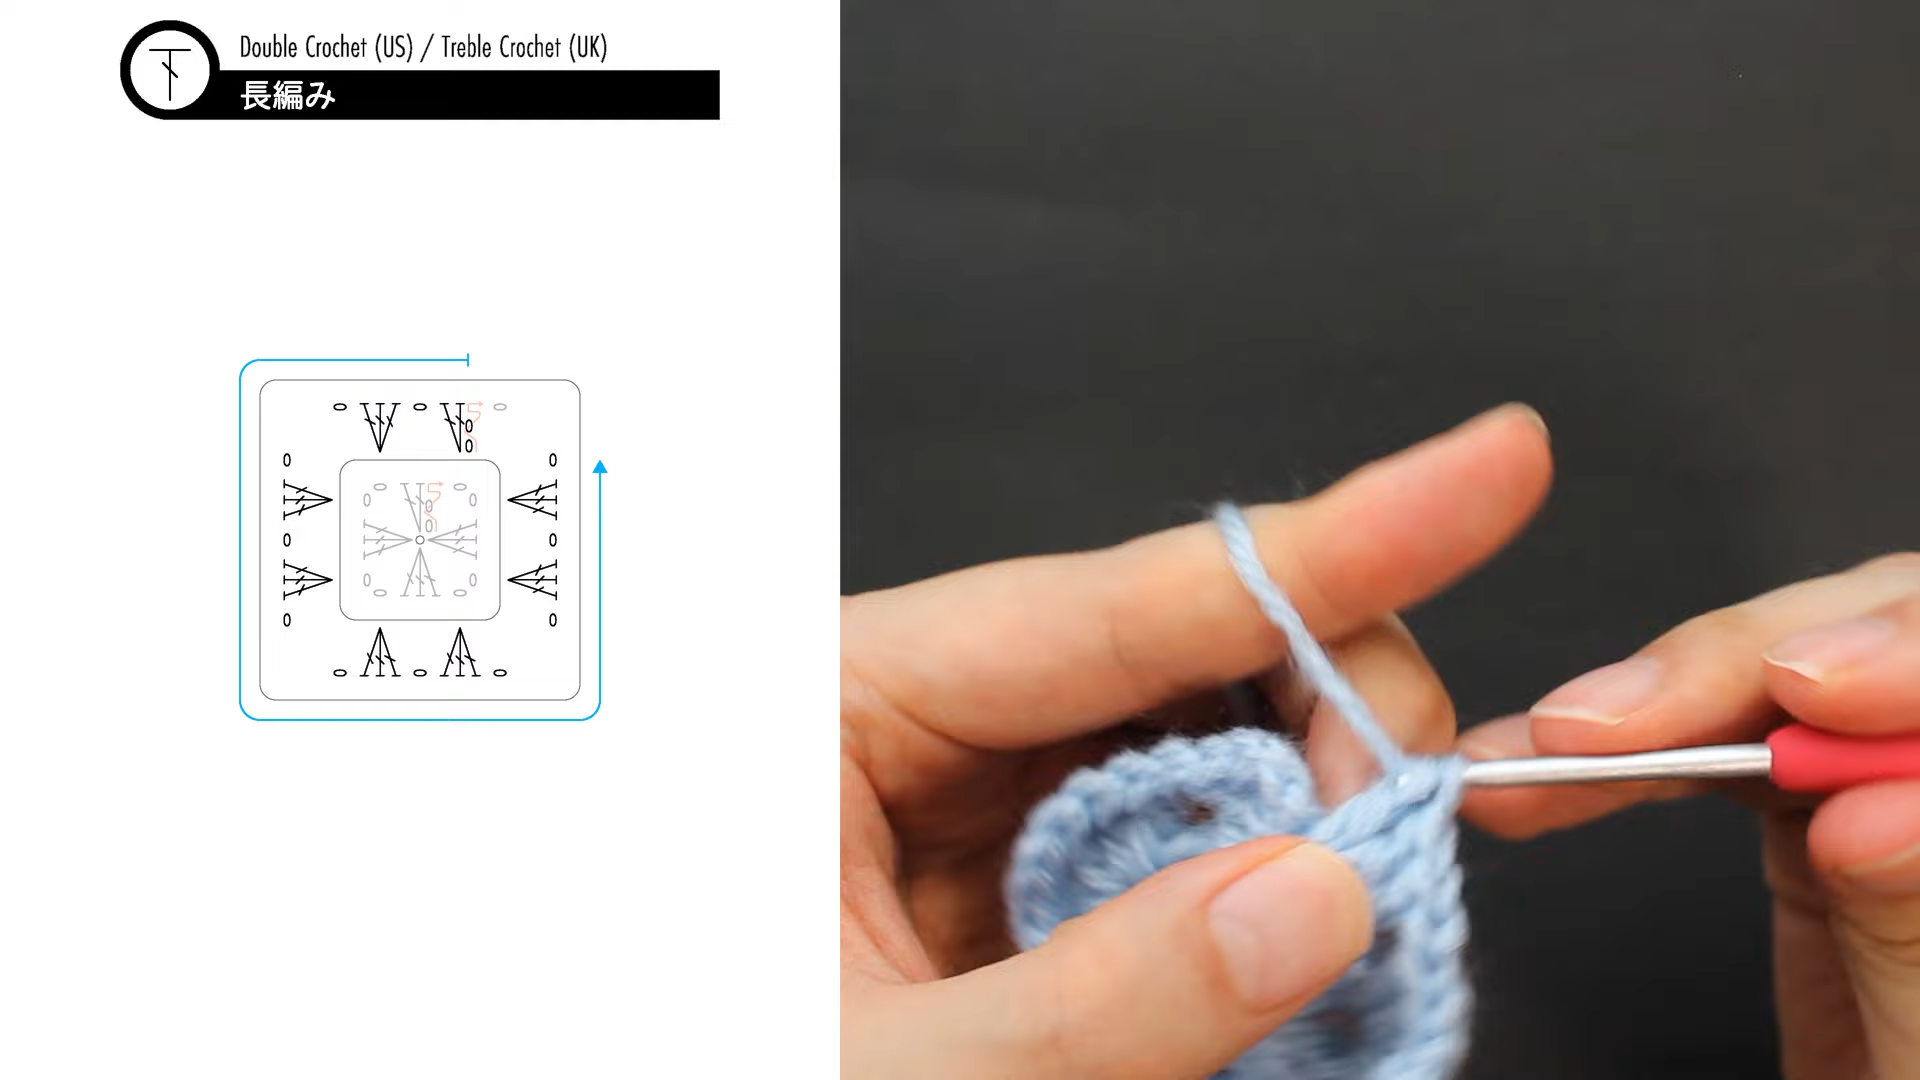 Double Crochet (US) / Treble Crochet (UK)
長編み